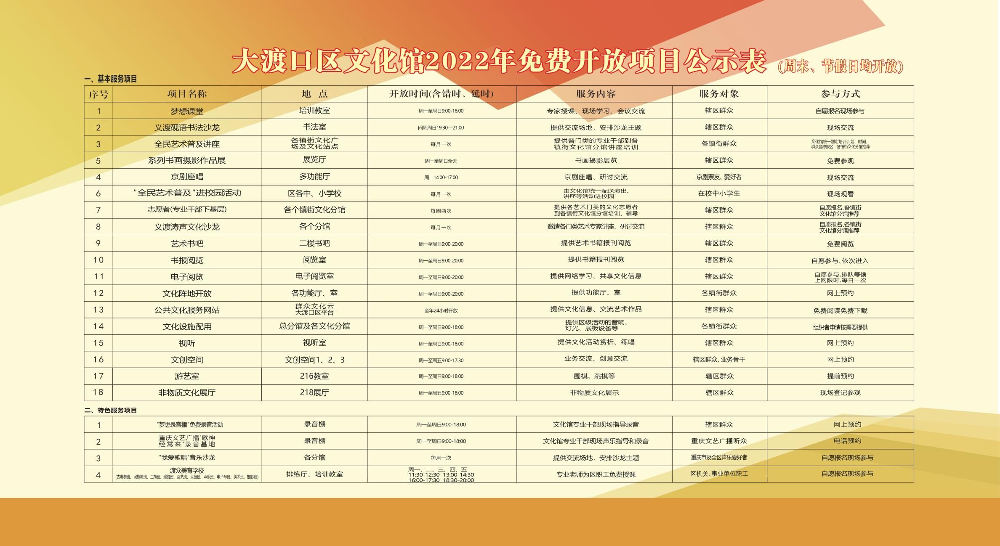 大渡口区文化馆2022年免费开放项目公示表 (周末、节假日均开放)
一、基本服务项目
序号 项目名称 地 点 开放时间(含错时、延时) 服务内容 服务对象 参与方式
1 梦想课堂 培训教室 周一至周日9:00-18:00 专家授课、现场学习、会议交流 辖区群众 自愿报名现场参与
2 义渡砚语书法沙龙 书法室 间周周日19:30—21:00 提供交流场地，安排沙龙主题 辖区群众 现场交流
3 全民艺术普及讲座 各镇街文化广 场及文化站点 每月一次 提供各门类的专业干部到各 镇街文化馆分馆讲座培训 各镇街群众 文化馆统一制定培训计划、时间， 群众自愿报名，各镇街文化分馆推荐
5 系列书画摄影作品展 展览厅 周一至周日全天 书画摄影展览 辖区群众 免费参观
4 京剧座唱 多功能厅 周二14:00-17:00 京剧座唱、研讨交流 京剧票友、爱好者 现场交流
6 "全民艺术普及"进校园活动 区各中、小学校 每月一次 由文化馆统一配送演出、 讲座等活动进校园 在校中小学生 现场观看
7 志愿者(专业干部下基层) 各个镇街文化分馆 每周两次 提供各艺术门类的文化志愿者 到各镇街文化馆分馆培训、辅导 辖区群众 自愿报名、各镇街 文化馆分馆推荐
8 义渡涛声文化沙龙 各个分馆 每月一次 邀请各门类艺术专家讲座、研讨交流 辖区群众 自愿报名、各镇街 文化馆分馆推荐
9 艺术书吧 二楼书吧 周一至周日9:00-20:00 提供艺术书籍报刊阅览 辖区群众 免费阅览
10 书报阅览 阅览室 周一至周日9:00-20:00 提供书籍报刊阅览 辖区群众 自愿参与、依次进入
11 电子阅览 电子阅览室 周一至周日9:00-20:00 提供网络学习、共享文化信息 辖区群众 自愿参与、排队等候 上网限时、每日一次
12 文化阵地开放 各功能厅、室 周一至周日9:00-20:00 提供功能厅、室 各镇街群众 网上预约
13 公共文化服务网站 群众文化云 大渡口区平台 全年24小时开放 提供文化信息、交流艺术作品 辖区群众 免费阅读免费下载
14 文化设施配用 总分馆及各文化分馆 周一至周日9:00-18:00 提供区级活动的音响、 灯光、展板设备等 各镇街群众 组织者申请按需要提供
15 视听 视听室 周一至周日9:00-18:00 提供文化活动赏析、练唱 辖区群众 网上预约
16 文创空间 文创空间1、2、3 周一至周五9:00-17:30 业务交流、创意交流 辖区群众、业务骨干 网上预约
17 游艺室 216教室 周一至周日9:00-18:00 围棋、跳棋等 辖区群众 提前预约
18 非物质文化展厅 218展厅 周一至周五9:00-18:00 非物质文化展示 辖区群众 现场登记参观
二、特色服务项目
1 "梦想录音棚"免费录音活动 录音棚 周一至周日9:00-18:00 文化馆专业干部现场指导录音 辖区群众 网上预约
2 重庆文艺广播"歌神 经常来"录音基地 录音棚 周一至周日9:00-18:00 文化馆专业干部现场声乐指导和录音 重庆文艺广播听众 电话预约
3 "我爱歌唱"音乐沙龙 各分馆 每月一次 提供交流场地，安排沙龙主题 重庆市及全区声乐爱好者 自愿报名现场参与
4 渡众美育学校 (古典舞班、民族舞班、二胡班、瑜伽班、茶艺班、太极班、声乐班、电子琴班、美术班、摄影班) 排练厅、培训教室 周一、二、三、四、五 11:30-12:30 13:00-14:30 16:00-17:30 18:30-20:00 专业老师为区职工免费授课 区机关、事业单位职工 自愿报名现场参与